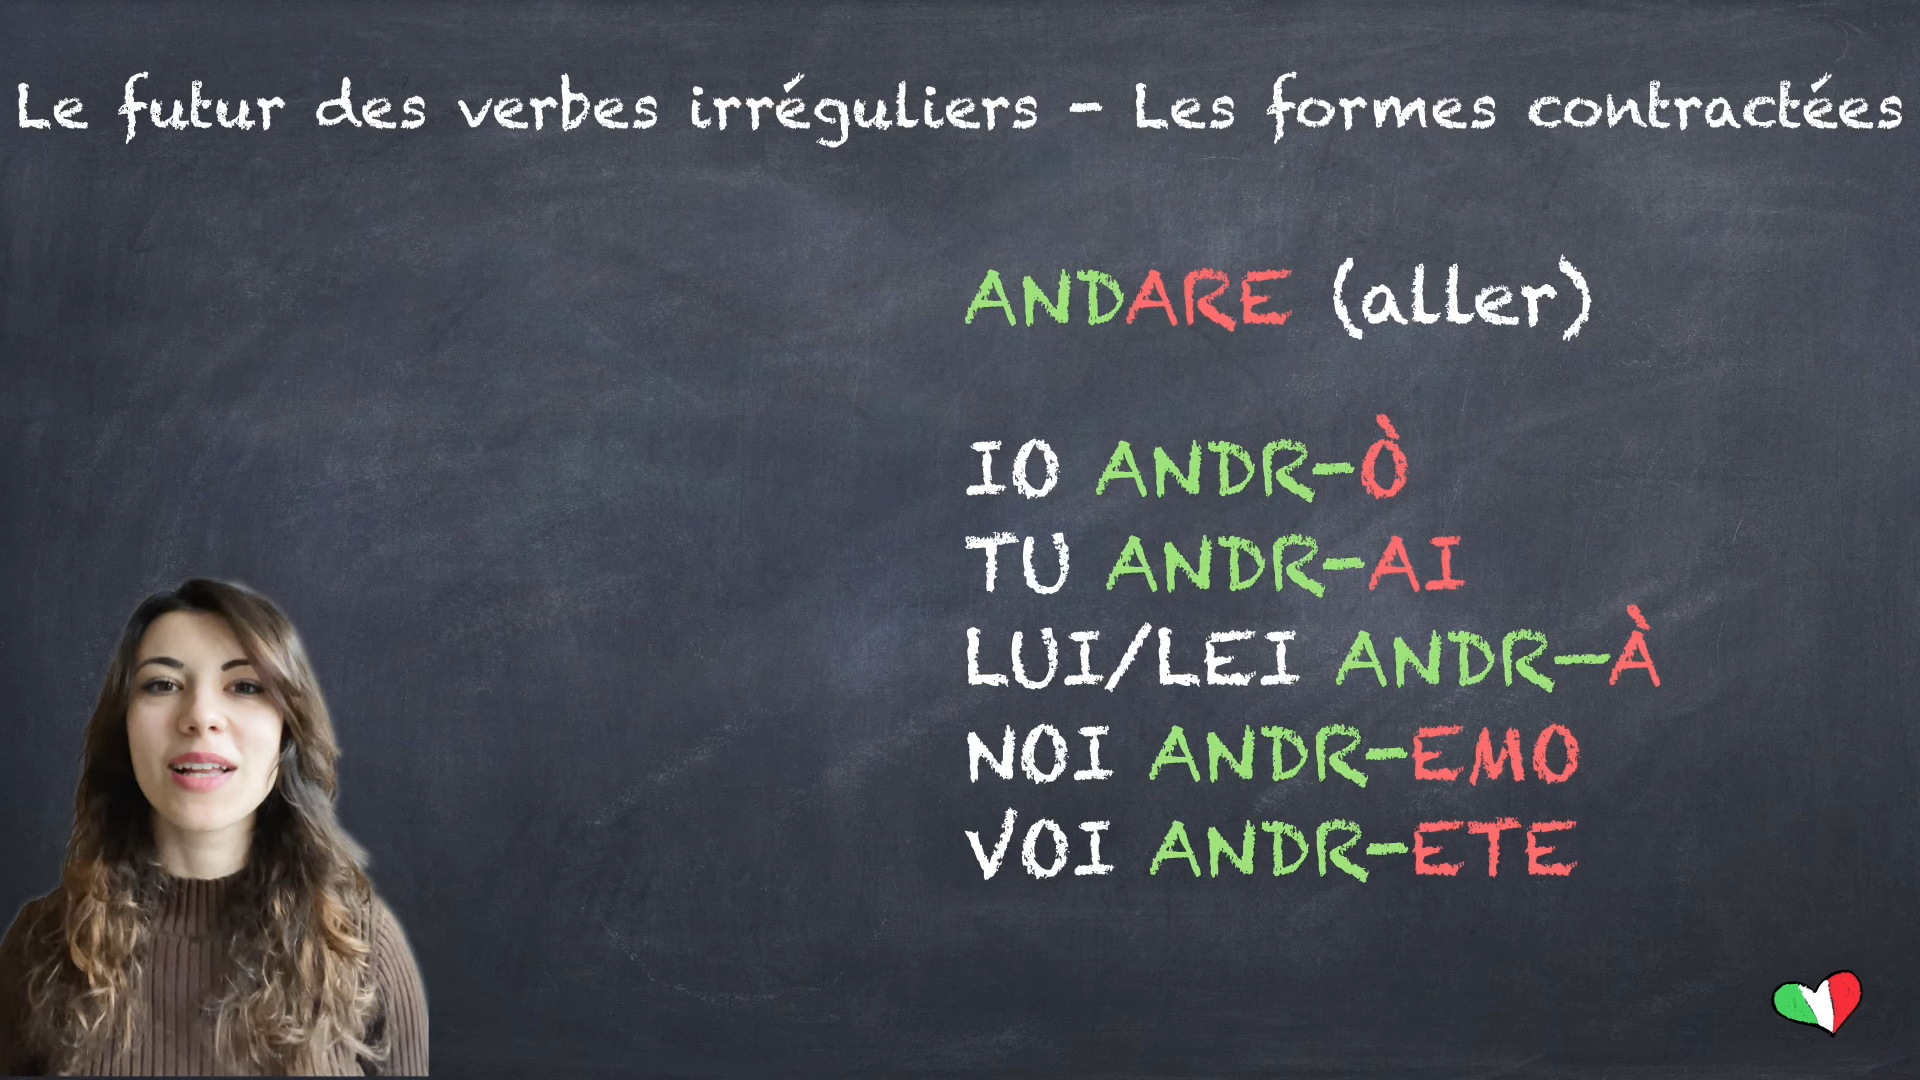 Le futur des verbes irréguliers - Les formes contractées
ANDARE (aller)
IO ANDR-Ò
TU ANDR-AI
LUI/LEI ANDR-À
NOI ANDR-EMO
VOI ANDR-ETE